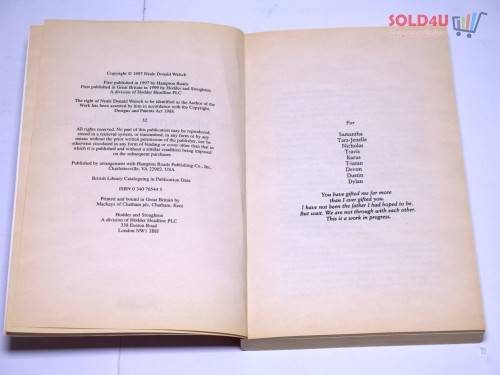 SOLD4U
Copyright © 1997 Neale Donald Walsch
First published in 1997 by Hampton Roads
First published in Great Britain in 1999 by Hodder and Stoughton
A division of Hodder Headline PLC
The right of Neale Donald Walsch to be identified as the Author of the
Work has been asserted by him in accordance with the Copyright,
Designs and Patents Act 1988.
32
All rights reserved. No part of this publication may be reproduced,
stored in a retrieval system, or transmitted, in any form or by any
means without the prior written permission of the publisher, nor be
otherwise circulated in any form of binding or cover other than that in
which it is published and without a similar condition being imposed
on the subsequent purchaser.
Published by arrangement with Hampton Roads Publishing Co., Inc.,
Charlottesville, VA 22902, USA
British Library Cataloguing in Publication Data
ISBN 0 340 76544 5
Printed and bound in Great Britain by
Mackays of Chatham plc, Chatham, Kent
Hodder and Stoughton
A division of Hodder Headline PLC
338 Euston Road
London NW1 3BH
For
Samantha
Tara-Jenelle
Nicholas
Travis
Karus
Tristan
Devon
Dustin
Dylan
You have gifted me far more
than I ever gifted you.
I have not been the father I had hoped to be.
But wait. We are not through with each other.
This is a work in progress.